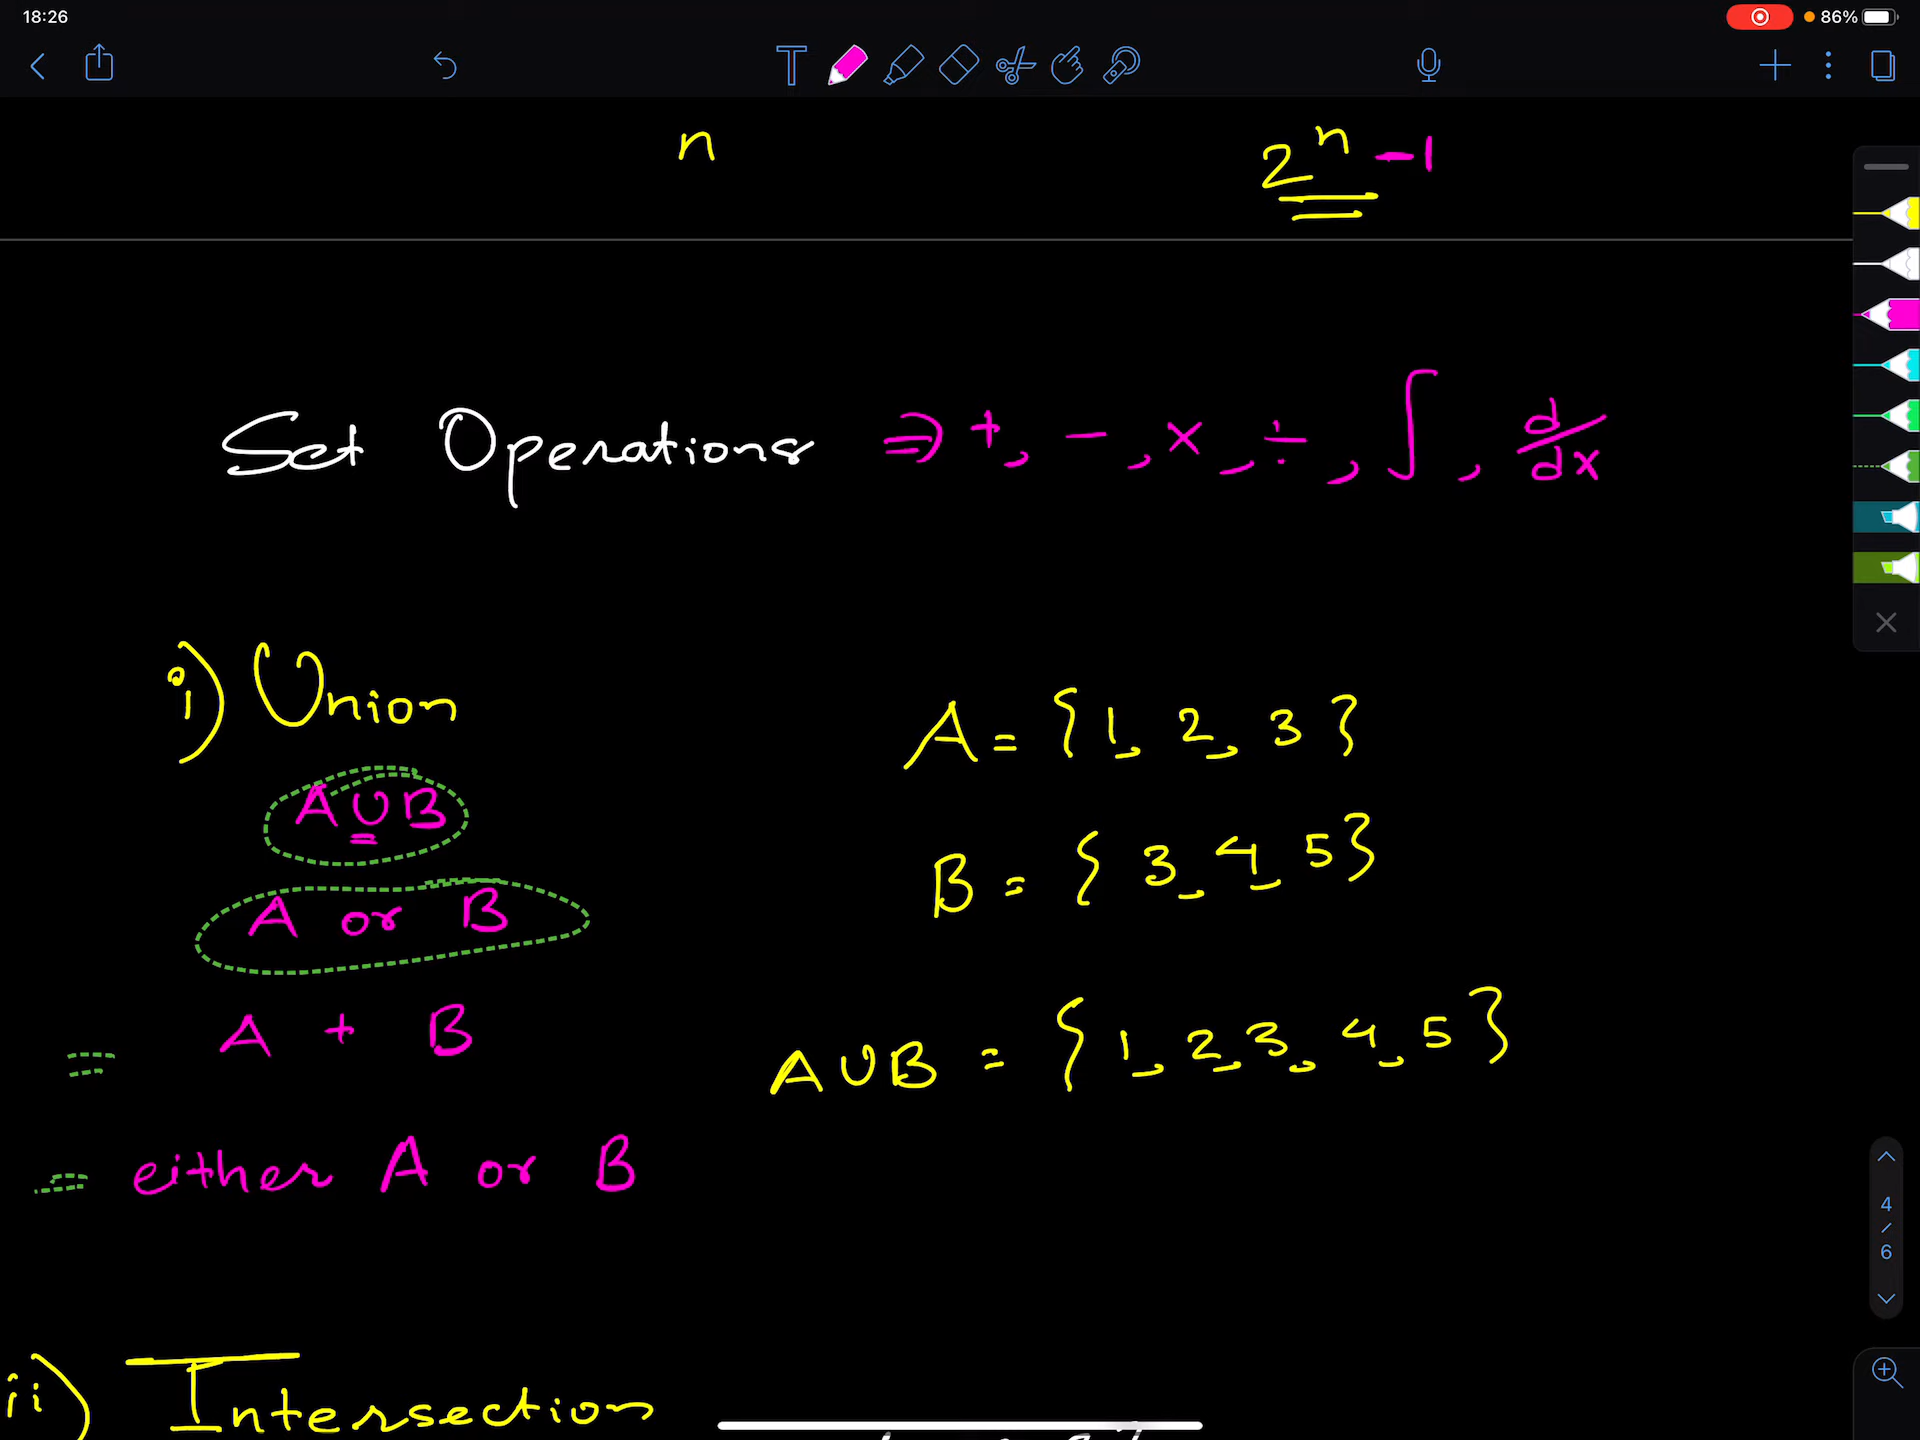 18:26
86%
n
2ⁿ -1
Set Operations ⇒ +, -, ×, ÷, ∫, d/dx
i) Union
A = {1, 2, 3}
A ∪ B
B = {3, 4, 5}
A or B
A + B
A ∪ B = {1, 2, 3, 4, 5}
= either A or B
4
/
6
ii) Intersection